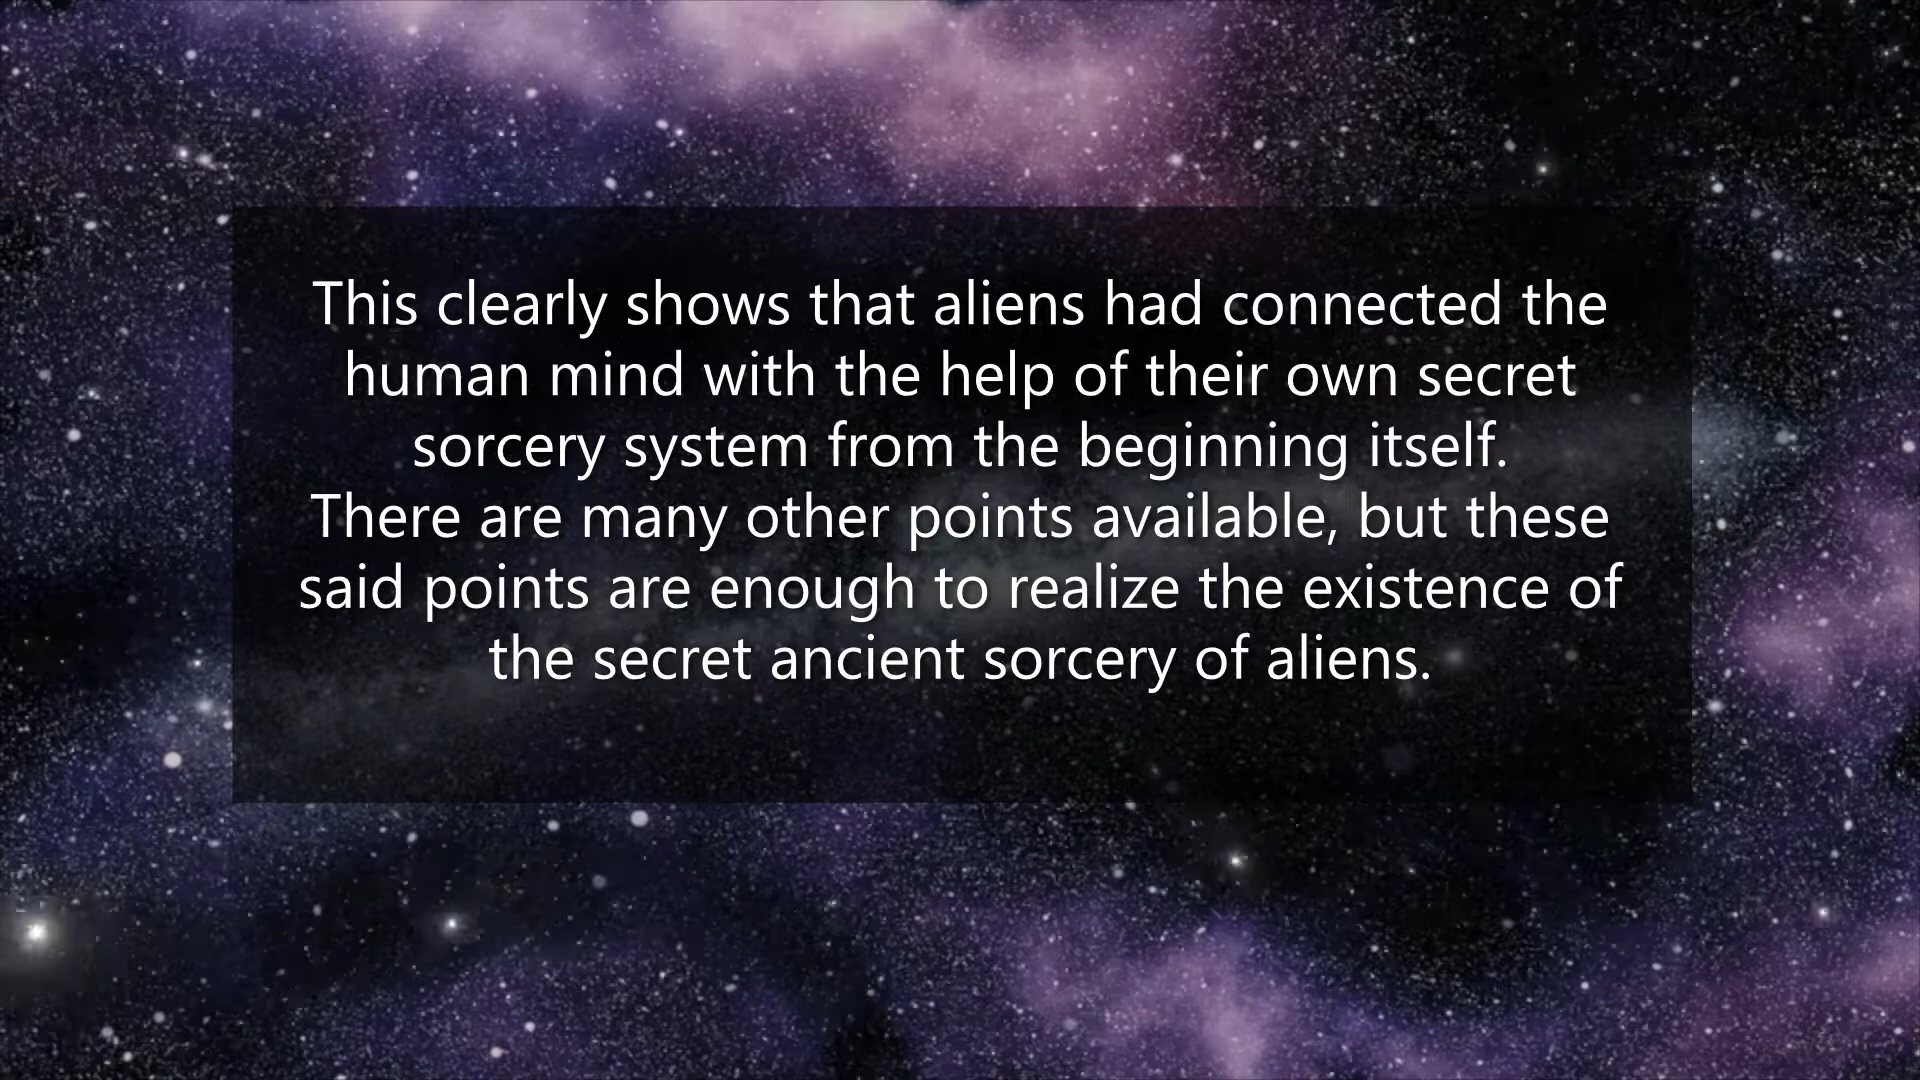 This clearly shows that aliens had connected the
human mind with the help of their own secret
sorcery system from the beginning itself.
There are many other points available, but these
said points are enough to realize the existence of
the secret ancient sorcery of aliens.